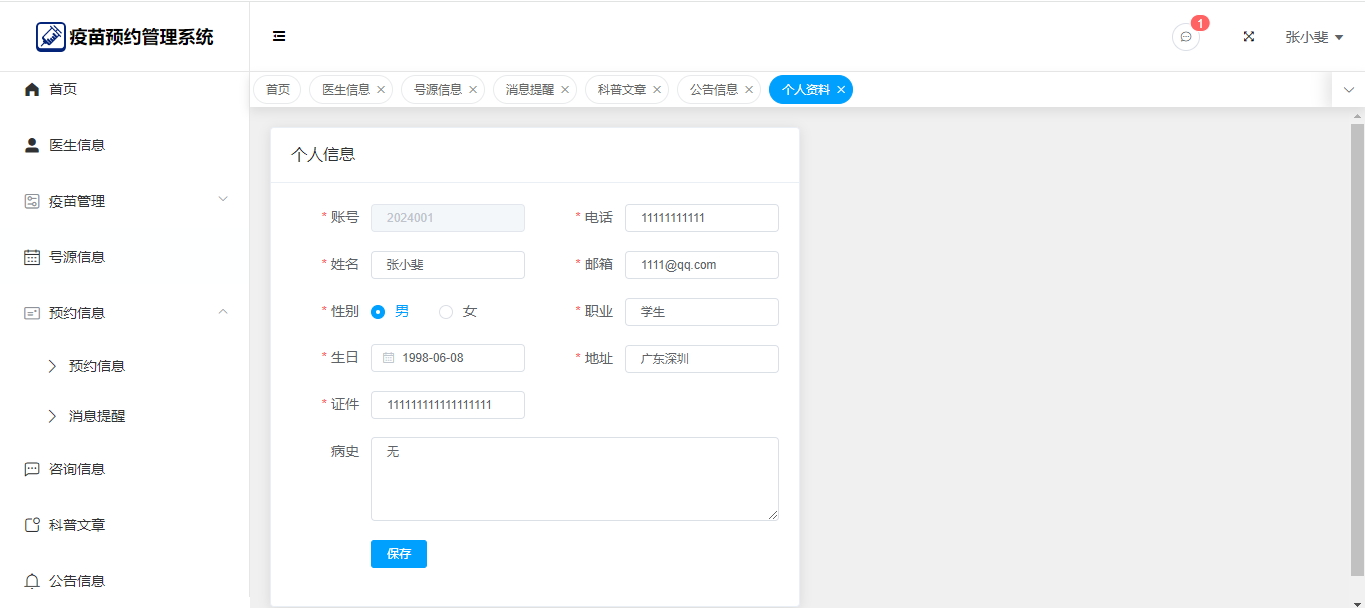 疫苗预约管理系统
1
张小斐
首页
医生信息
疫苗管理
号源信息
预约信息
预约信息
消息提醒
咨询信息
科普文章
公告信息
首页 医生信息 号源信息 消息提醒 科普文章 公告信息 个人资料
个人信息
* 账号 2024001 * 电话 11111111111
* 姓名 张小斐 * 邮箱 1111@qq.com
* 性别 男 女 * 职业 学生
* 生日 1998-06-08 * 地址 广东深圳
* 证件 111111111111111111
病史 无
保存